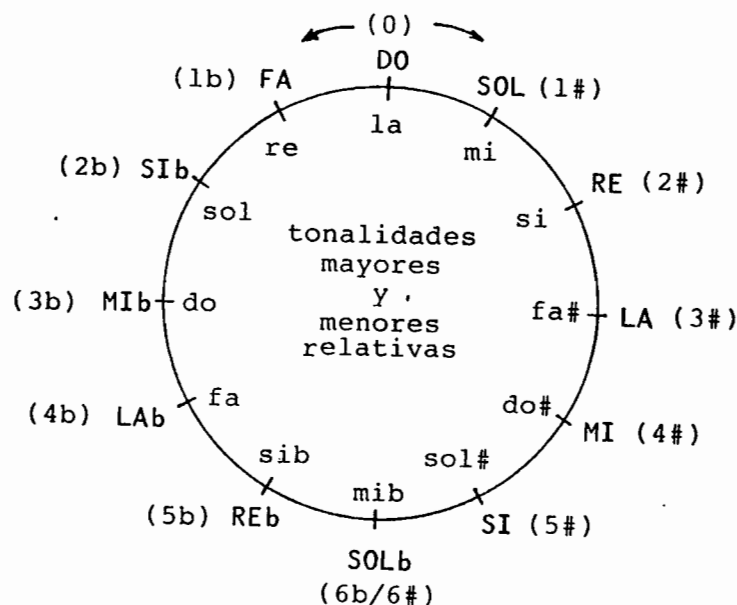 (0)
DO
(1b) FA
SOL (1#)
la
re
mi
(2b) SIb
RE (2#)
sol
si
tonalidades
mayores
y
menores
relativas
(3b) MIb
do
fa#
LA (3#)
(4b) LAb
fa
do#
MI (4#)
sib
sol#
(5b) REb
mib
SI (5#)
SOLb
(6b/6#)